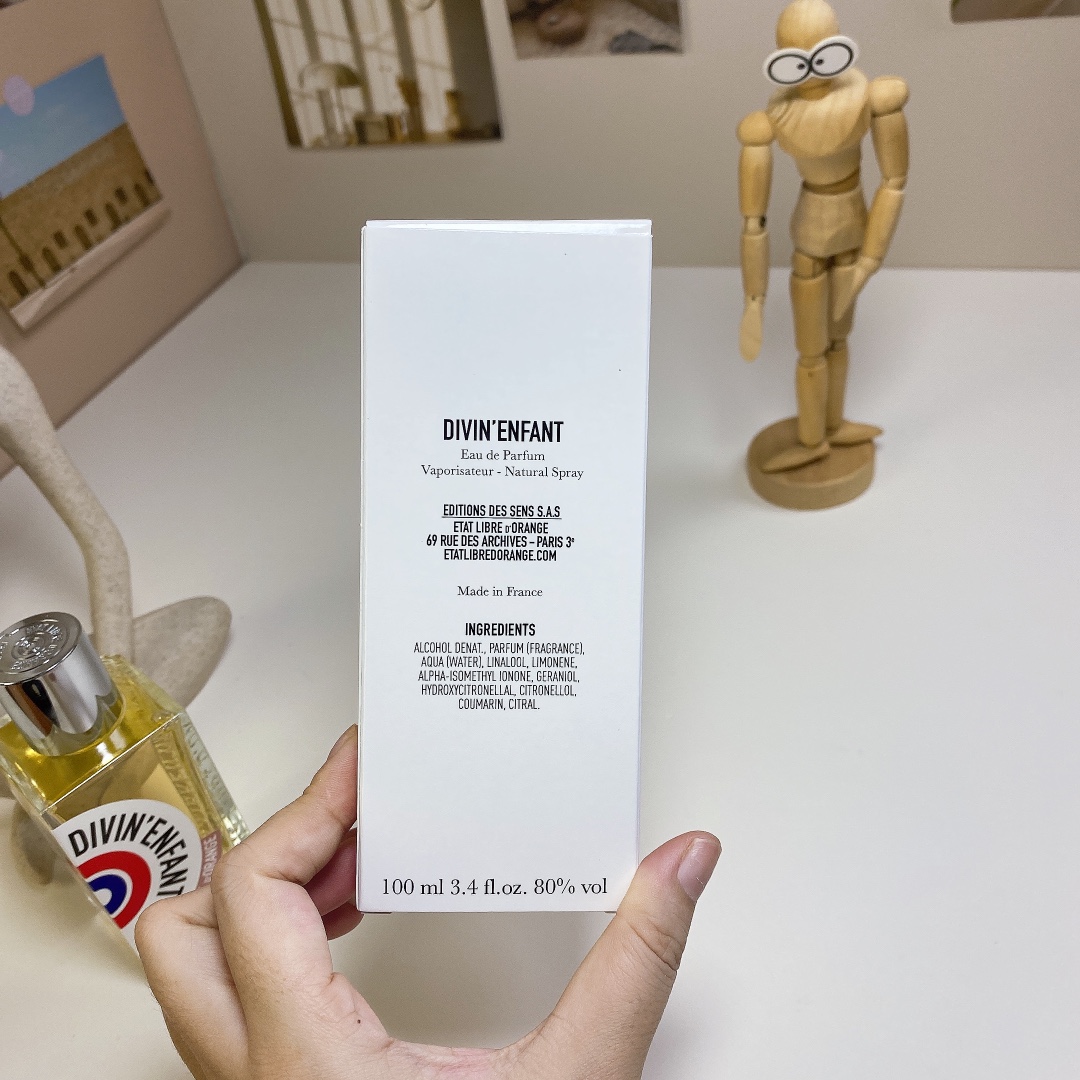 DIVIN'ENFANT
Eau de Parfum
Vaporisateur - Natural Spray
EDITIONS DES SENS S.A.S
ETAT LIBRE D'ORANGE
69 RUE DES ARCHIVES – PARIS 3e
ETATLIBREDORANGE.COM
Made in France
INGREDIENTS
ALCOHOL DENAT., PARFUM (FRAGRANCE),
AQUA (WATER), LINALOOL, LIMONENE,
ALPHA-ISOMETHYL IONONE, GERANIOL,
HYDROXYCITRONELLAL, CITRONELLOL,
COUMARIN, CITRAL.
100 ml 3.4 fl.oz. 80% vol
DIVIN'ENFANT
D'ORANGE